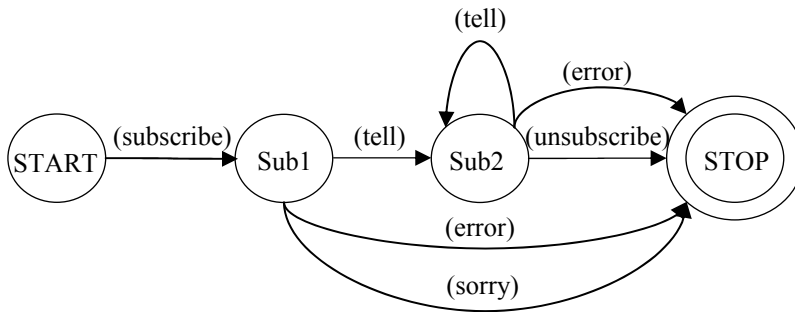 (tell)
(error)
(subscribe)
(tell)
(unsubscribe)
START
Sub1
Sub2
STOP
(error)
(sorry)